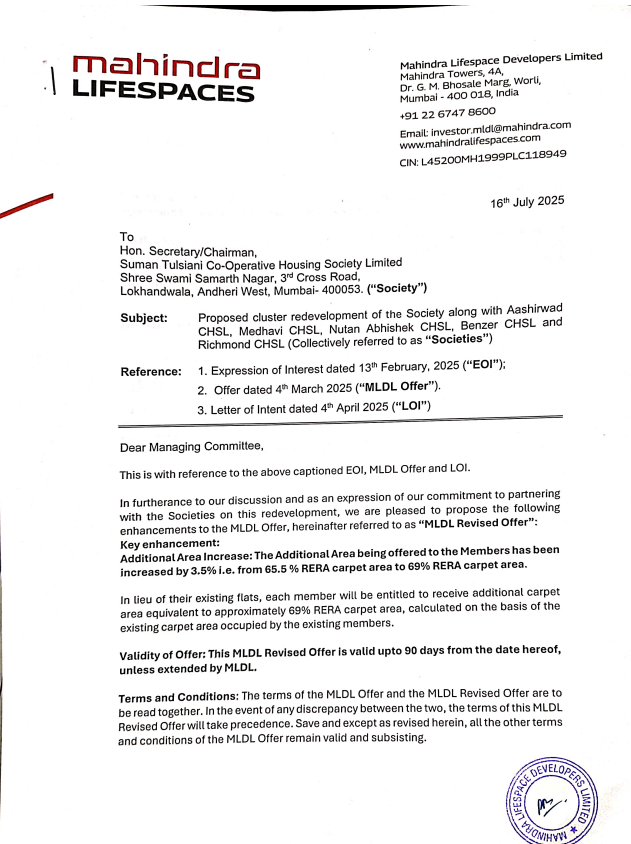 mahindra
LIFESPACES
Mahindra Lifespace Developers Limited
Mahindra Towers, 4A,
Dr. G. M. Bhosale Marg, Worli,
Mumbai - 400 018, India
+91 22 6747 8600
Email: investor.mldl@mahindra.com
www.mahindralifespaces.com
CIN: L45200MH1999PLC118949
16th July 2025
To
Hon. Secretary/Chairman,
Suman Tulsiani Co-Operative Housing Society Limited
Shree Swami Samarth Nagar, 3rd Cross Road,
Lokhandwala, Andheri West, Mumbai- 400053. ("Society")
Subject: Proposed cluster redevelopment of the Society along with Aashirwad
CHSL, Medhavi CHSL, Nutan Abhishek CHSL, Benzer CHSL and
Richmond CHSL (Collectively referred to as "Societies")
Reference: 1. Expression of Interest dated 13th February, 2025 ("EOI");
2. Offer dated 4th March 2025 ("MLDL Offer").
3. Letter of Intent dated 4th April 2025 ("LOI")
Dear Managing Committee,
This is with reference to the above captioned EOI, MLDL Offer and LOI.
In furtherance to our discussion and as an expression of our commitment to partnering
with the Societies on this redevelopment, we are pleased to propose the following
enhancements to the MLDL Offer, hereinafter referred to as "MLDL Revised Offer":
Key enhancement:
Additional Area Increase: The Additional Area being offered to the Members has been
increased by 3.5% i.e. from 65.5 % RERA carpet area to 69% RERA carpet area.
In lieu of their existing flats, each member will be entitled to receive additional carpet
area equivalent to approximately 69% RERA carpet area, calculated on the basis of the
existing carpet area occupied by the existing members.
Validity of Offer: This MLDL Revised Offer is valid upto 90 days from the date hereof,
unless extended by MLDL.
Terms and Conditions: The terms of the MLDL Offer and the MLDL Revised Offer are to
be read together. In the event of any discrepancy between the two, the terms of this MLDL
Revised Offer will take precedence. Save and except as revised herein, all the other terms
and conditions of the MLDL Offer remain valid and subsisting.
MAHINDRA LIFESPACE DEVELOPERS LIMITED